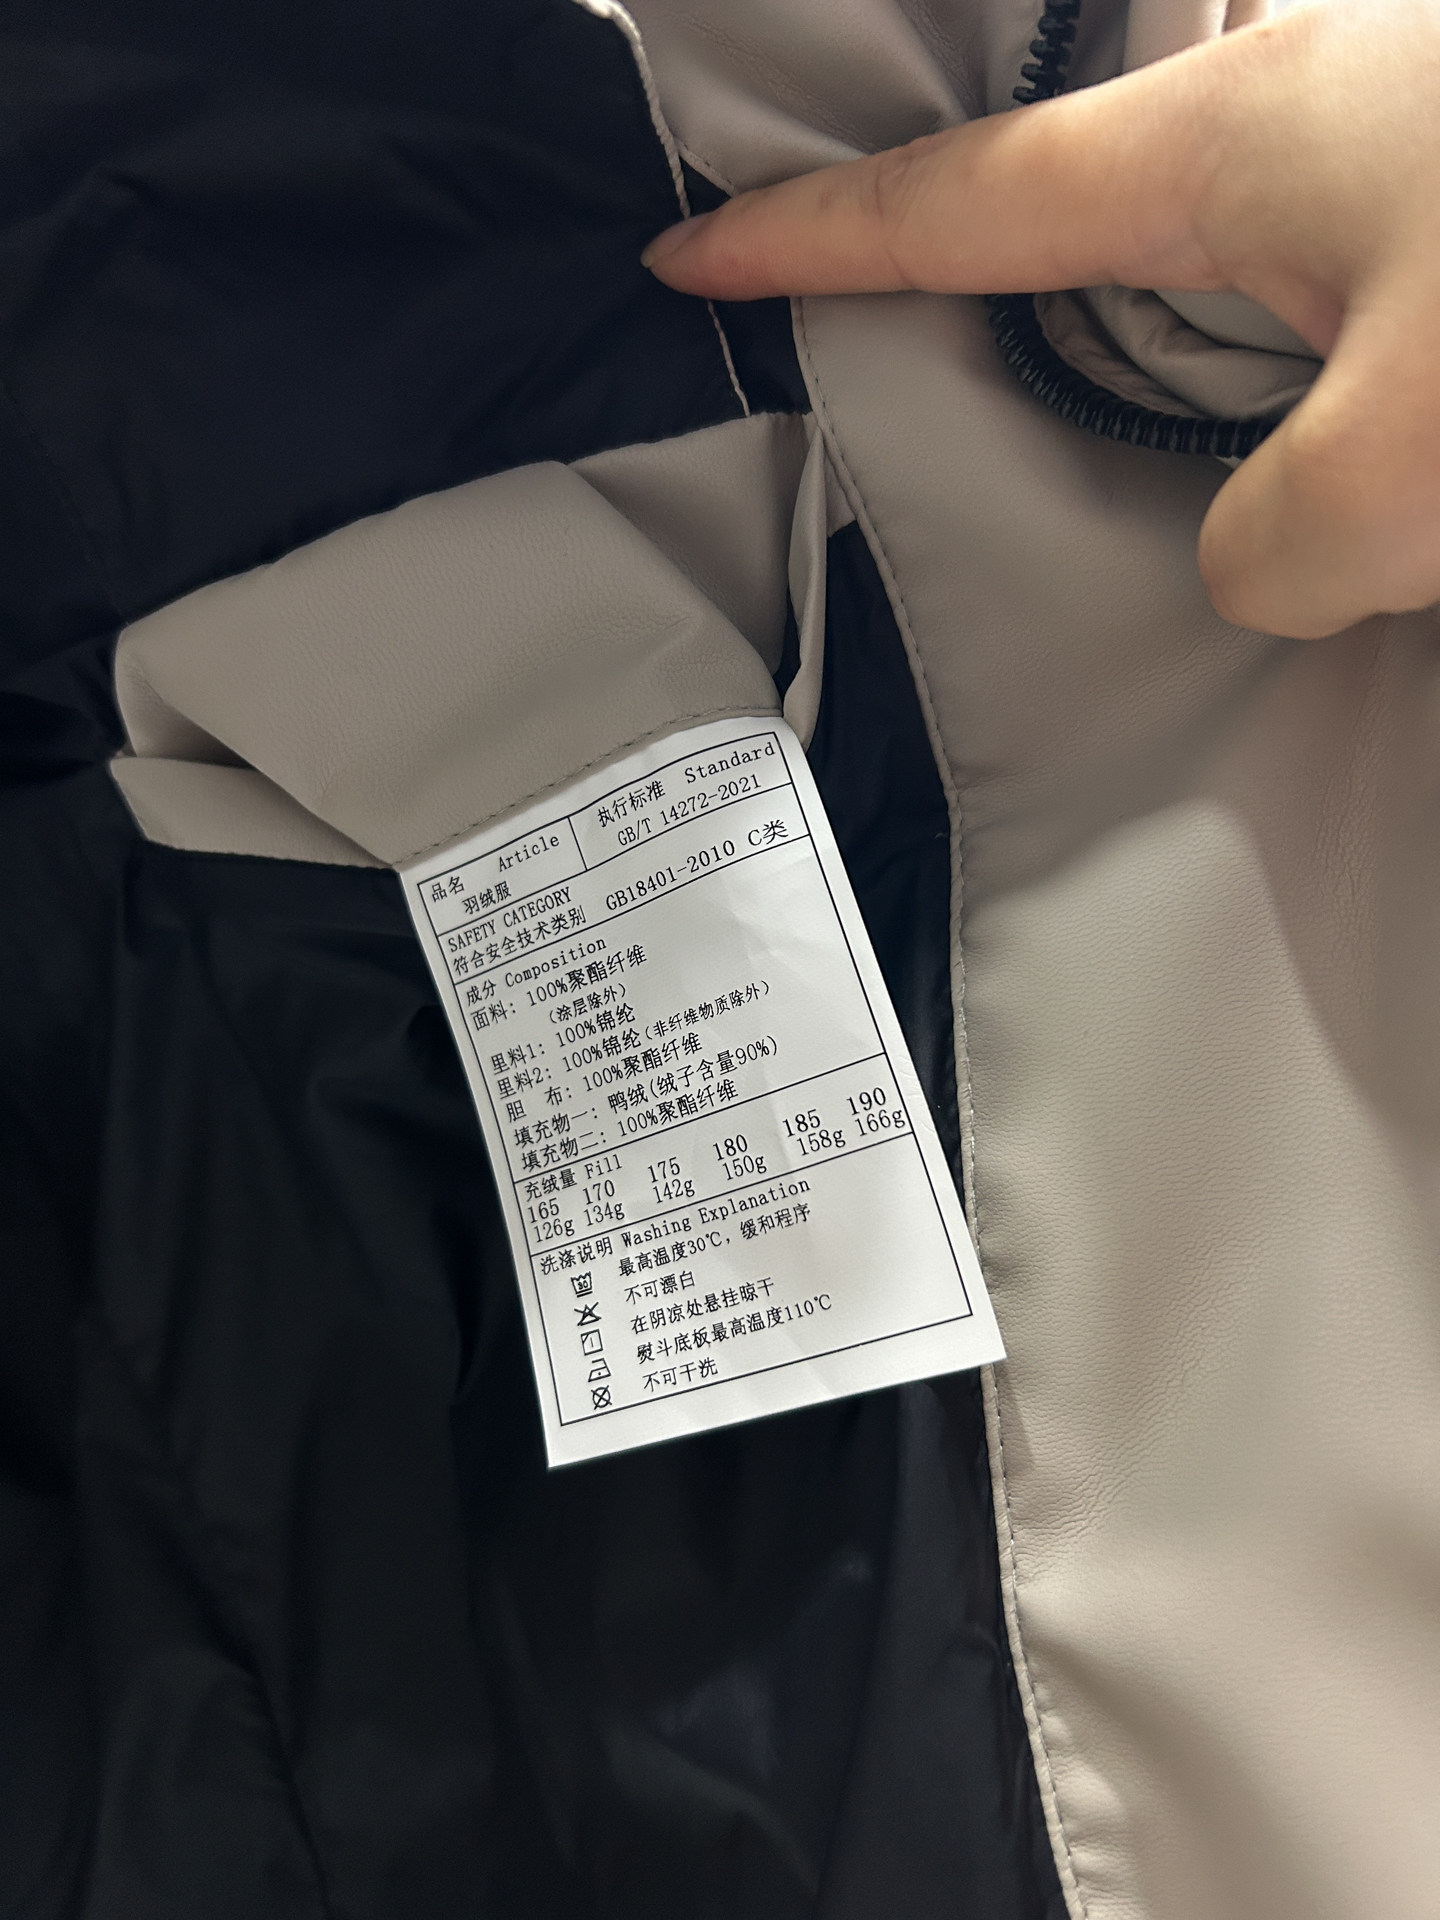 品名 Article
羽绒服
执行标准 Standard
GB/T 14272-2021
SAFETY CATEGORY
符合安全技术类别 GB18401-2010 C类
成分 Composition
面料: 100%聚酯纤维
(涂层除外)
里料1: 100%锦纶
里料2: 100%锦纶(非纤维物质除外)
胆 布: 100%聚酯纤维
填充物一: 鸭绒(绒子含量90%)
填充物二: 100%聚酯纤维
充绒量 Fill
165 170 175 180 185 190
126g 134g 142g 150g 158g 166g
洗涤说明 Washing Explanation
30 最高温度30℃, 缓和程序
不可漂白
在阴凉处悬挂晾干
熨斗底板最高温度110℃
不可干洗